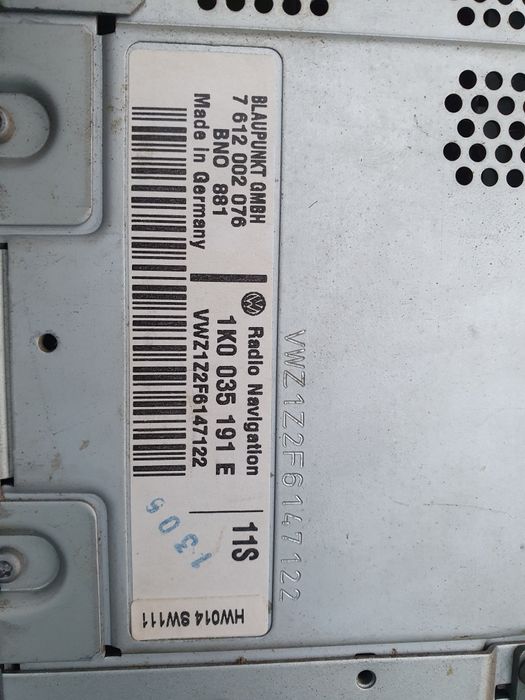 BLAUPUNKT GMBH
7 612 002 076
BNO 881
Made in Germany
Radio Navigation
1K0 035 191 E
VWZ1Z2F6147122
11S
1306
HW014 SW111
VWZ1Z2F6147122